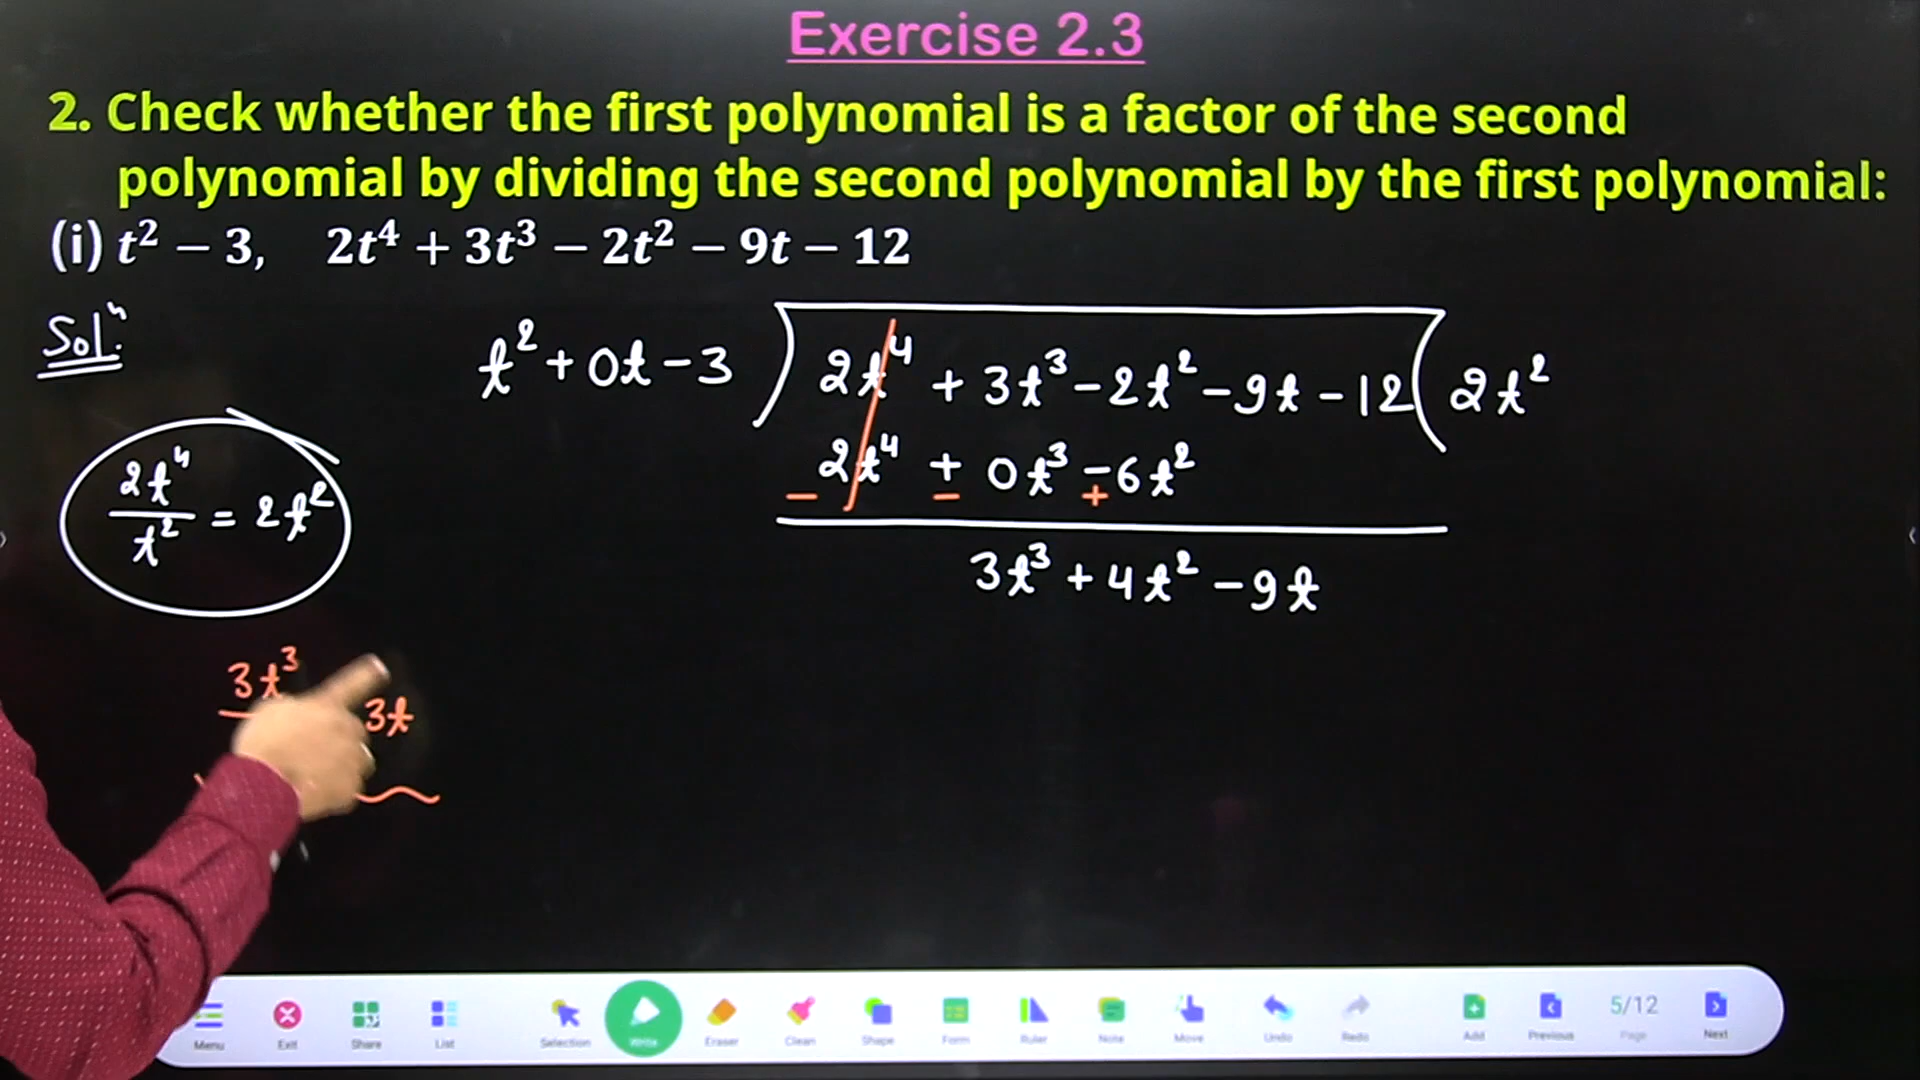 Exercise 2.3
2. Check whether the first polynomial is a factor of the second
polynomial by dividing the second polynomial by the first polynomial:
(i) t² − 3, 2t⁴ + 3t³ − 2t² − 9t − 12
Solⁿ:
t² + 0t − 3 ) 2t⁴ + 3t³ − 2t² − 9t − 12 ( 2t²
2t⁴ + 0t³ − 6t²
− − +
3t³ + 4t² − 9t
2t⁴/t² = 2t²
3t³
3t
Menu Exit Share List Selection Write Eraser Clean Shape Form Ruler Note Move Undo Redo Add Previous 5/12 Page Next